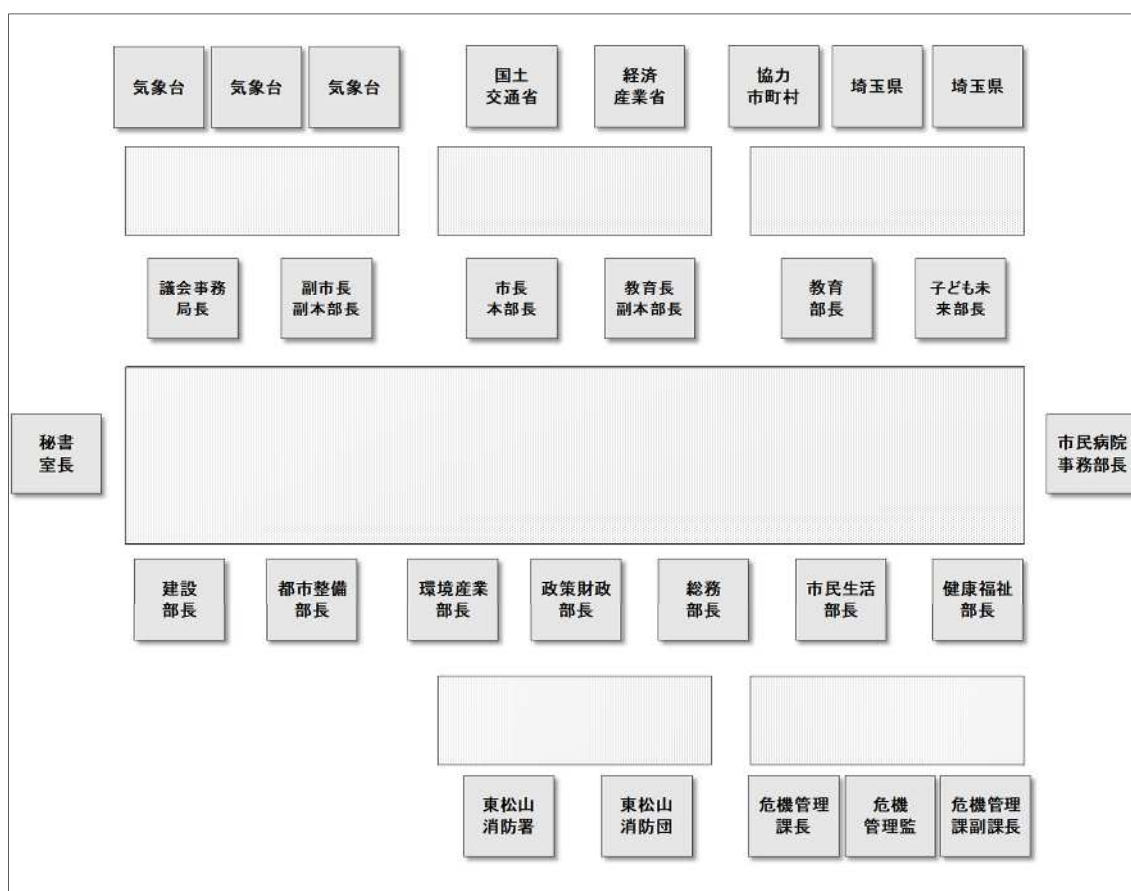 気象台
気象台
気象台
国土
交通省
経済
産業省
協力
市町村
埼玉県
埼玉県
議会事務
局長
副市長
副本部長
市長
本部長
教育長
副本部長
教育
部長
子ども未
来部長
秘書
室長
市民病院
事務部長
建設
部長
都市整備
部長
環境産業
部長
政策財政
部長
総務
部長
市民生活
部長
健康福祉
部長
東松山
消防署
東松山
消防団
危機管理
課長
危機
管理監
危機管理
課副課長